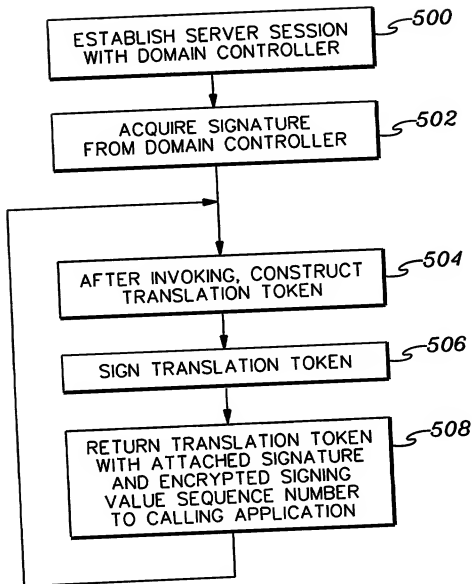 ESTABLISH SERVER SESSION
WITH DOMAIN CONTROLLER
500
ACQUIRE SIGNATURE
FROM DOMAIN CONTROLLER
502
AFTER INVOKING, CONSTRUCT
TRANSLATION TOKEN
504
SIGN TRANSLATION TOKEN
506
RETURN TRANSLATION TOKEN
WITH ATTACHED SIGNATURE
AND ENCRYPTED SIGNING
VALUE SEQUENCE NUMBER
TO CALLING APPLICATION
508